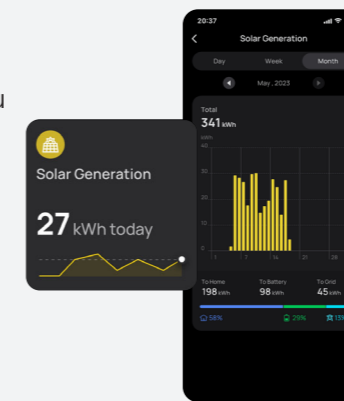 u
Solar Generation
27 kWh today
20:37
Solar Generation
Day Week Month
May , 2023
Total
341 kWh
kWh
40
30
20
10
0
1 7 14 21 28
To Home To Battery To Grid
198 kWh 98 kWh 45 kWh
58% 29% 13%